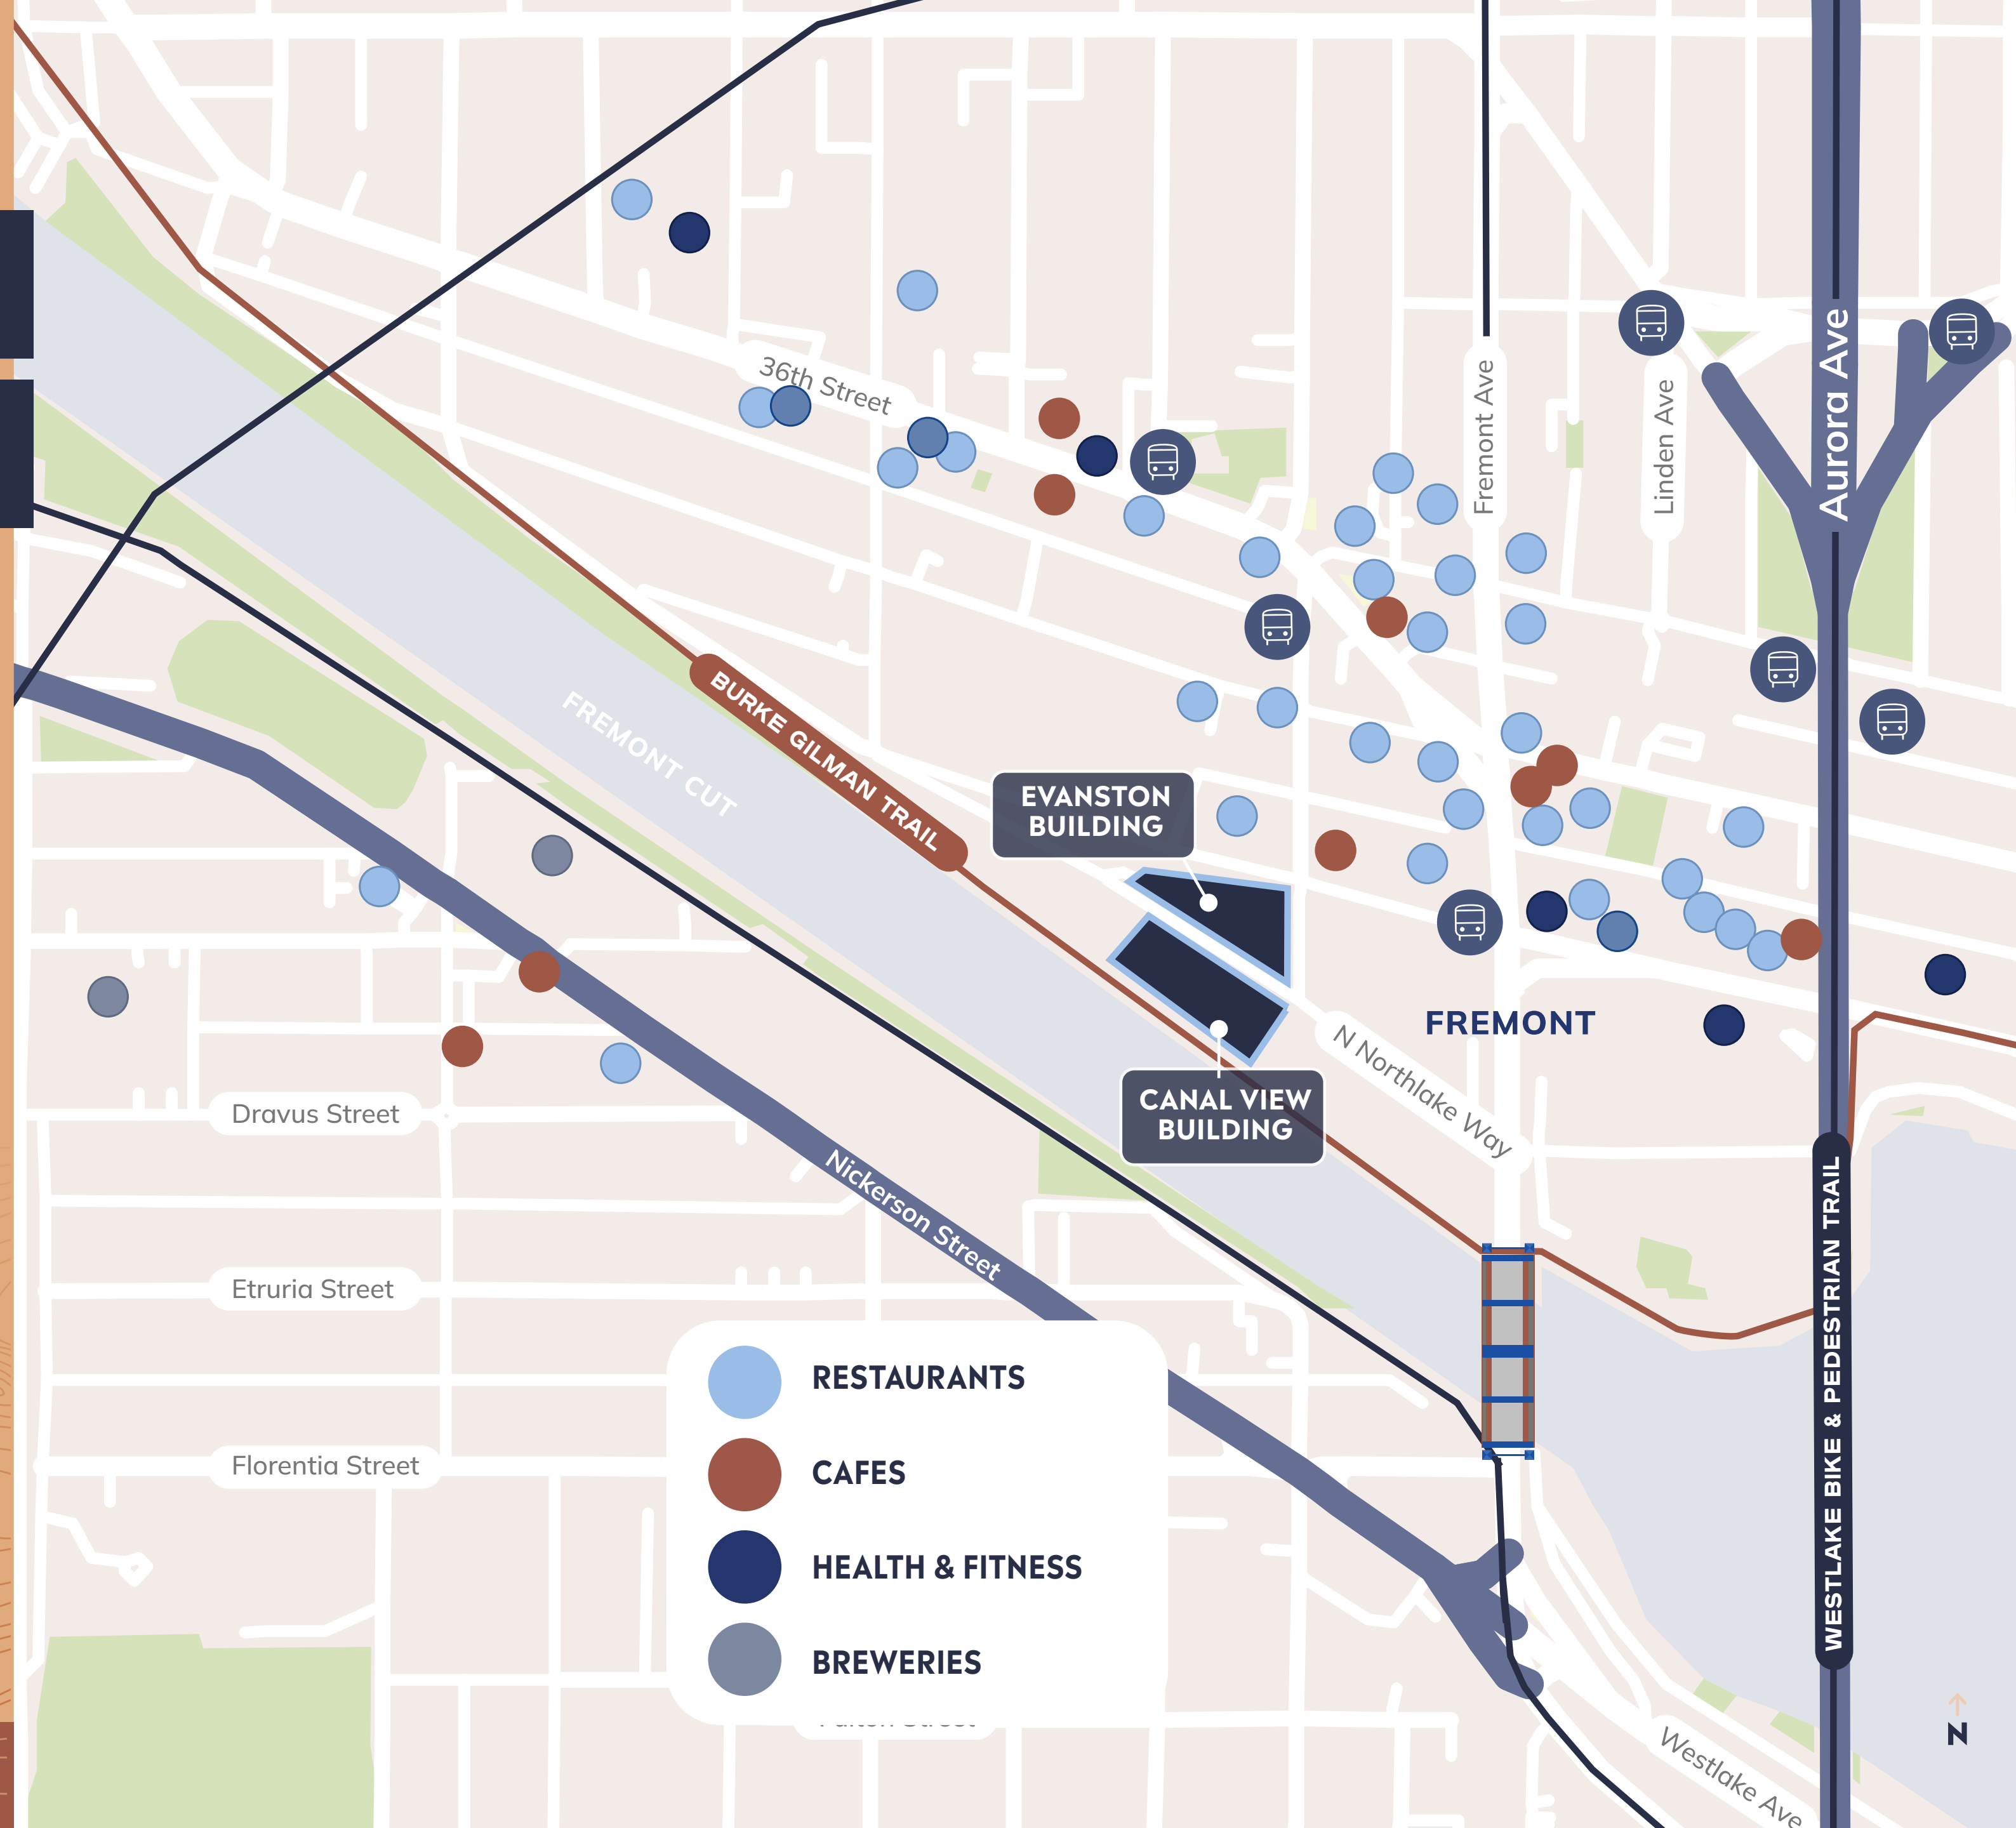 36th Street
Fremont Ave
Linden Ave
Aurora Ave
BURKE GILMAN TRAIL
FREMONT CUT
EVANSTON
BUILDING
CANAL VIEW
BUILDING
FREMONT
N Northlake Way
Dravus Street
Nickerson Street
Etruria Street
Florentia Street
WESTLAKE BIKE & PEDESTRIAN TRAIL
RESTAURANTS
CAFES
HEALTH & FITNESS
BREWERIES
Westlake Ave
N